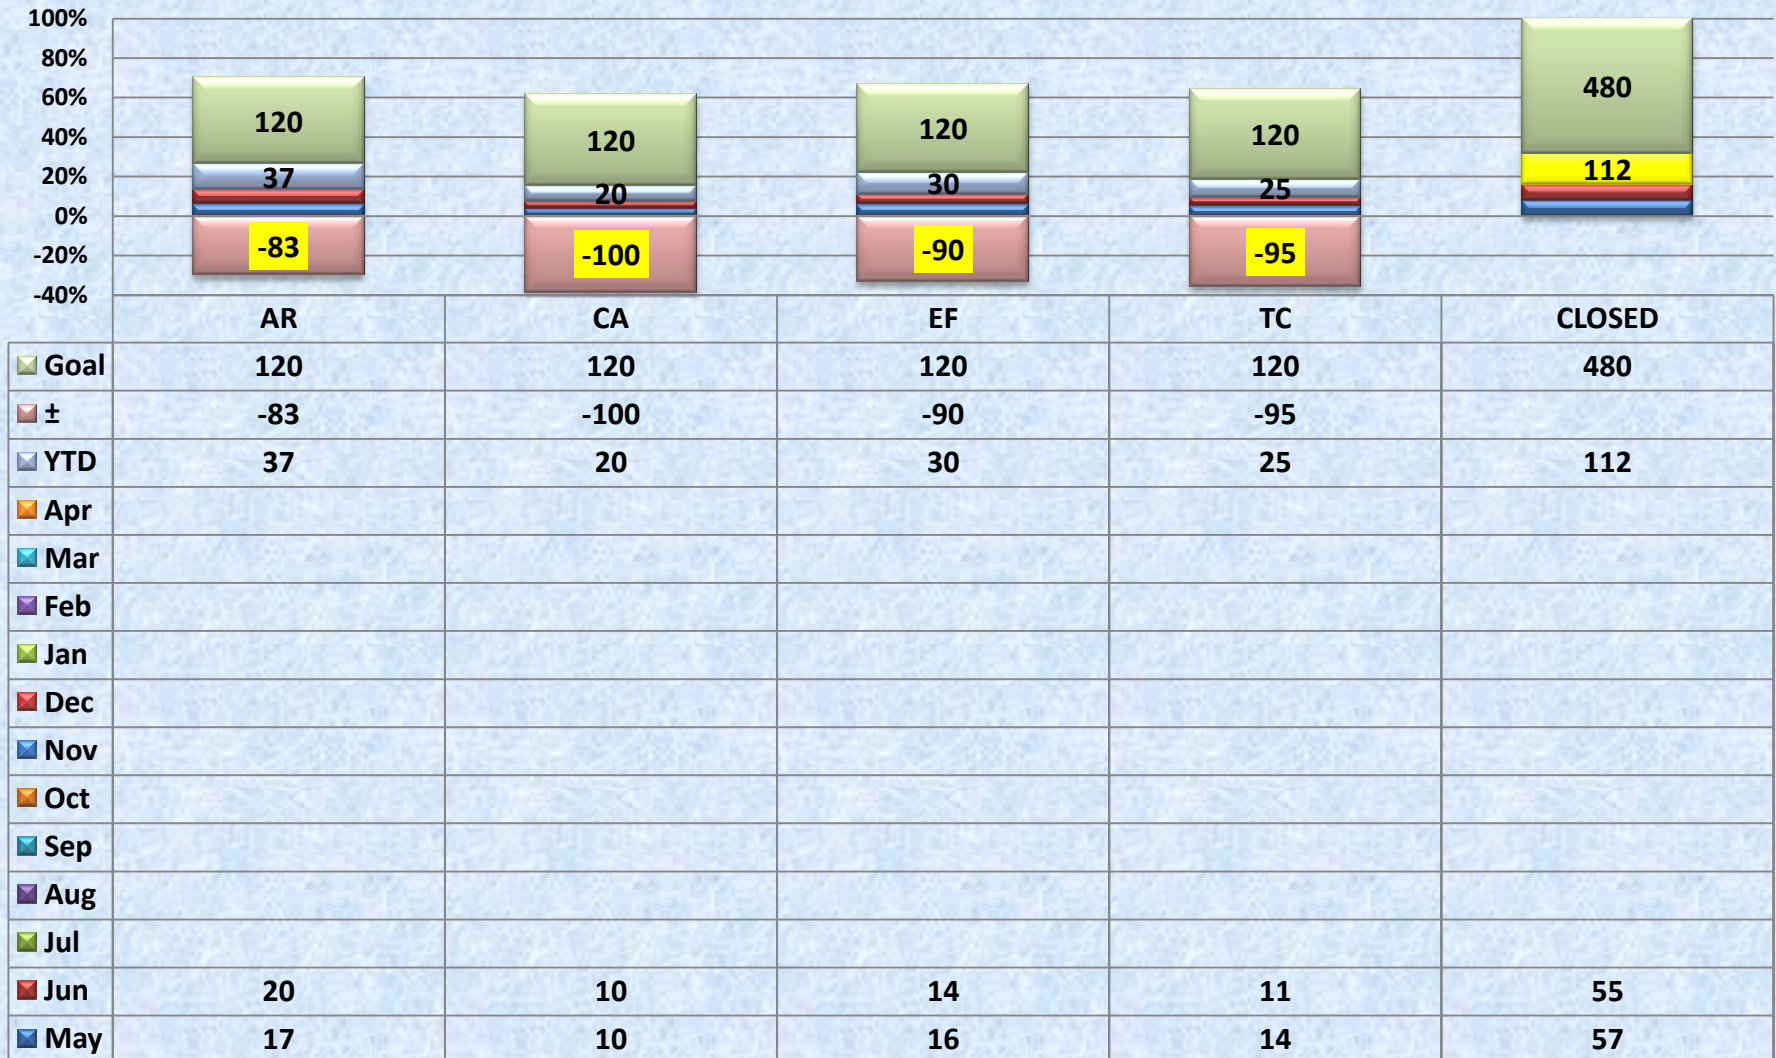 100%
80%
60%
40%
20%
0%
-20%
-40%
120
37
-83
120
20
-100
120
30
-90
120
25
-95
480
112
AR CA EF TC CLOSED
Goal 120 120 120 120 480
± -83 -100 -90 -95
YTD 37 20 30 25 112
Apr
Mar
Feb
Jan
Dec
Nov
Oct
Sep
Aug
Jul
Jun 20 10 14 11 55
May 17 10 16 14 57